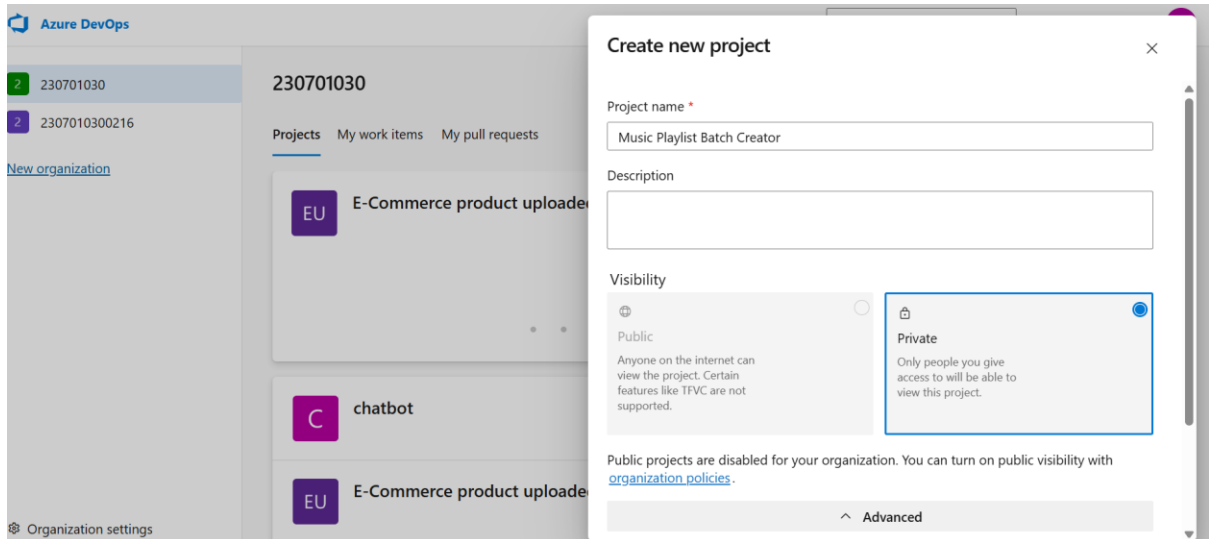 Azure DevOps
2 230701030
2 2307010300216
New organization
Organization settings
230701030
Projects My work items My pull requests
EU E-Commerce product uploade
C chatbot
EU E-Commerce product uploade
Create new project
Project name *
Music Playlist Batch Creator
Description
Visibility
Public
Anyone on the internet can
view the project. Certain
features like TFVC are not
supported.
Private
Only people you give
access to will be able to
view this project.
Public projects are disabled for your organization. You can turn on public visibility with
organization policies.
Advanced